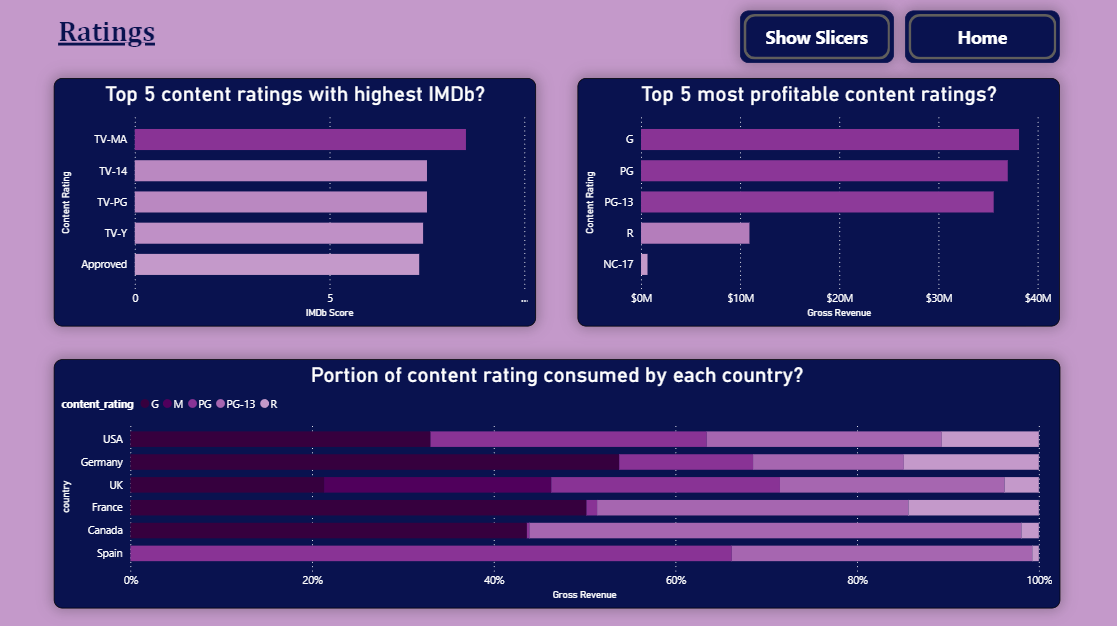 Ratings
Show Slicers
Home
Top 5 content ratings with highest IMDb?
Content Rating
TV-MA
TV-14
TV-PG
TV-Y
Approved
0 5 ...
IMDb Score
Top 5 most profitable content ratings?
Content Rating
G
PG
PG-13
R
NC-17
$0M $10M $20M $30M $40M
Gross Revenue
Portion of content rating consumed by each country?
content_rating G M PG PG-13 R
country
USA
Germany
UK
France
Canada
Spain
0% 20% 40% 60% 80% 100%
Gross Revenue